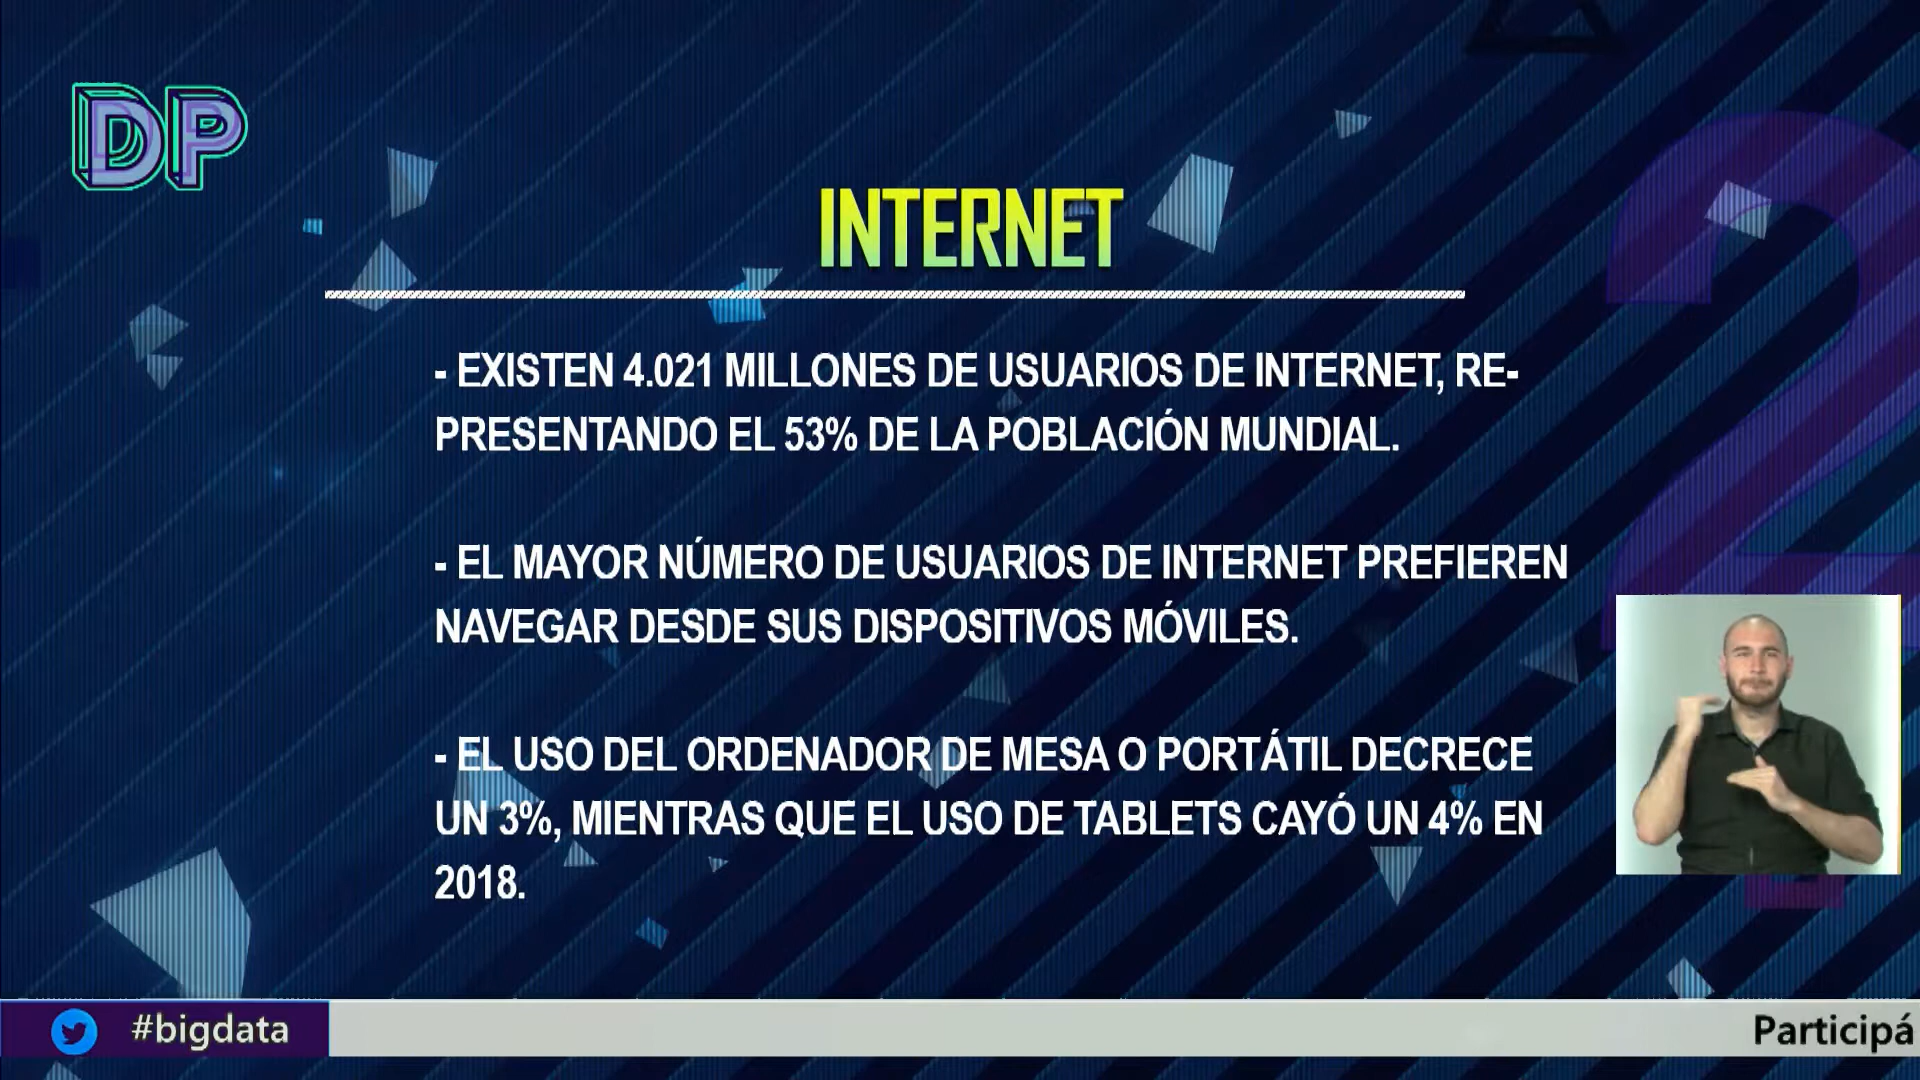 DP
INTERNET
- EXISTEN 4.021 MILLONES DE USUARIOS DE INTERNET, RE-
PRESENTANDO EL 53% DE LA POBLACIÓN MUNDIAL.
- EL MAYOR NÚMERO DE USUARIOS DE INTERNET PREFIEREN
NAVEGAR DESDE SUS DISPOSITIVOS MÓVILES.
- EL USO DEL ORDENADOR DE MESA O PORTÁTIL DECRECE
UN 3%, MIENTRAS QUE EL USO DE TABLETS CAYÓ UN 4% EN
2018.
#bigdata
Participá